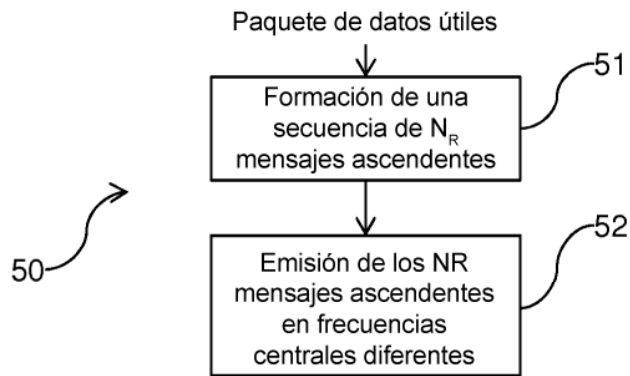 Paquete de datos útiles
51
Formación de una
secuencia de N_R
mensajes ascendentes
52
50
Emisión de los NR
mensajes ascendentes
en frecuencias
centrales diferentes